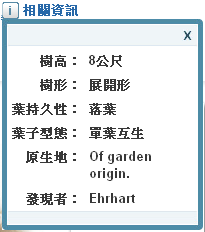 i 相關資訊
x
樹高： 8公尺
樹形： 展開形
葉持久性： 落葉
葉子型態： 單葉互生
原生地： Of garden
origin.
發現者： Ehrhart